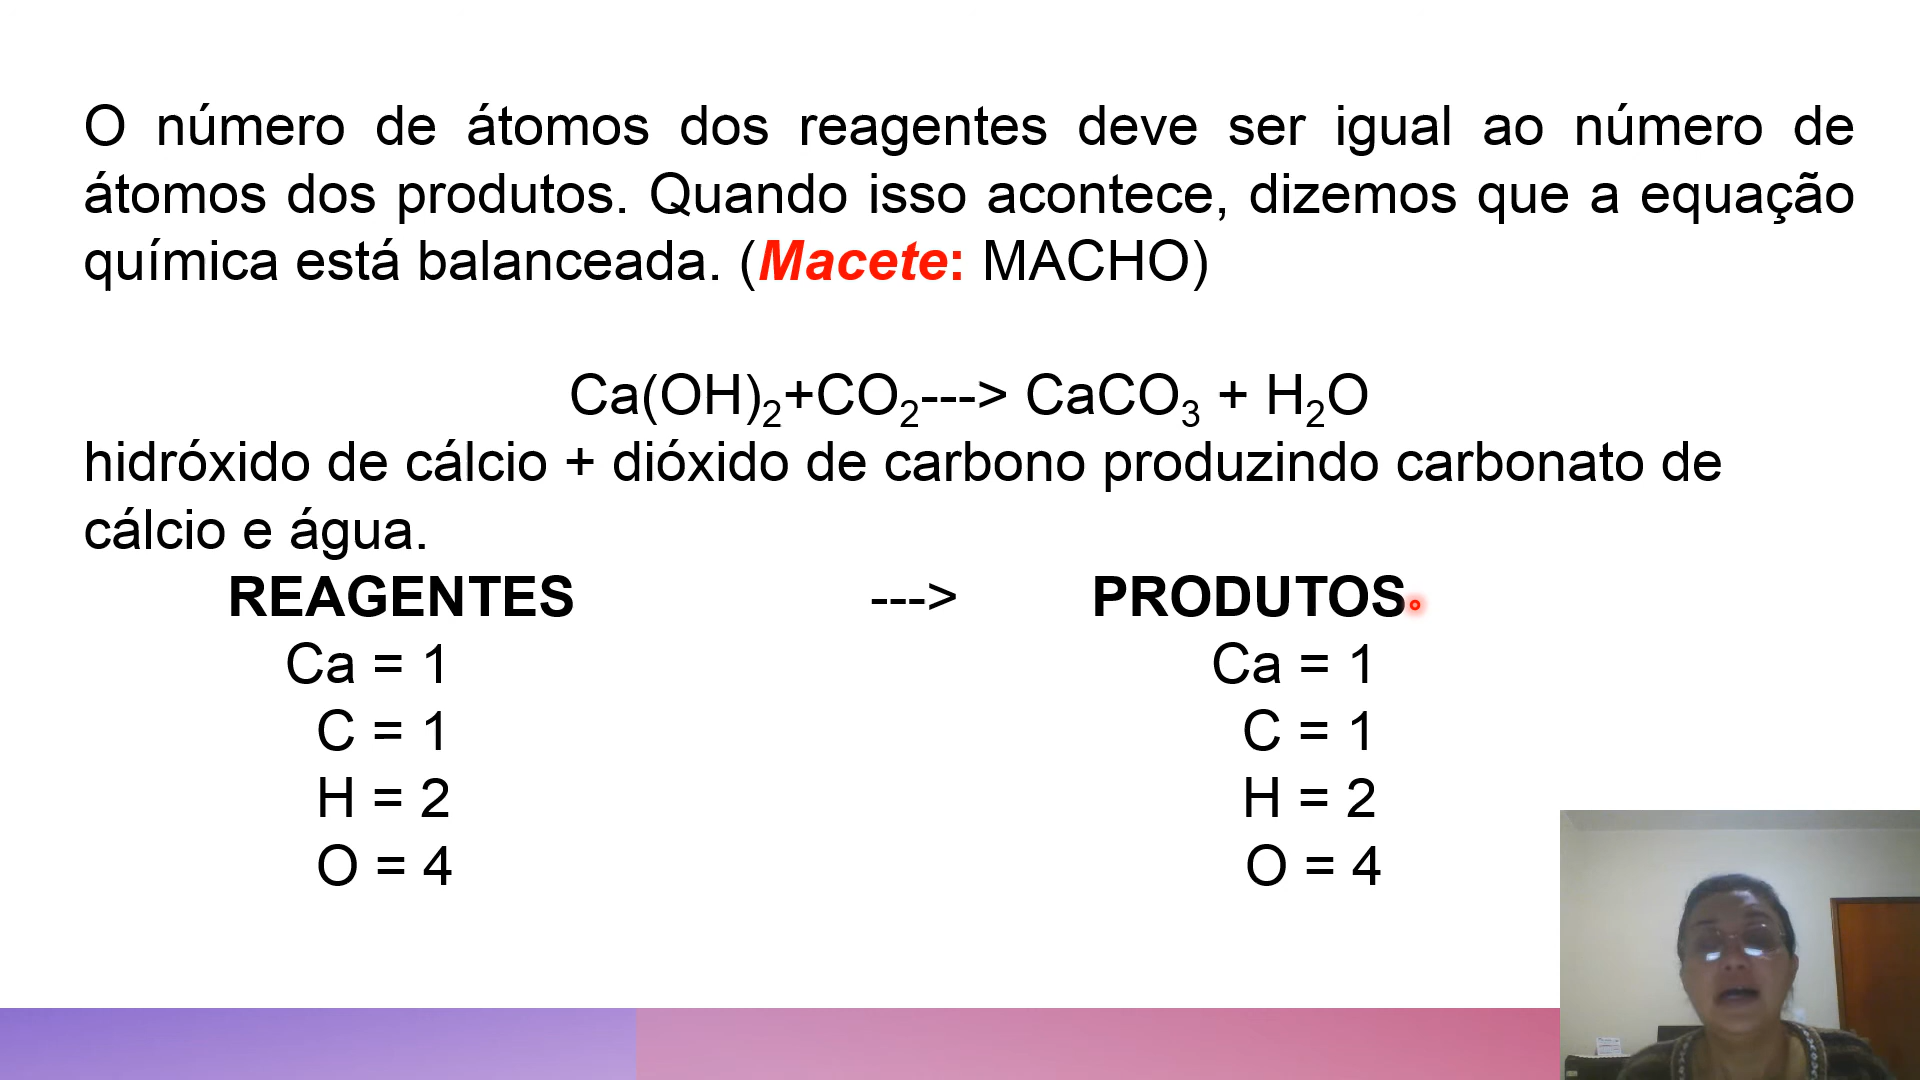 O número de átomos dos reagentes deve ser igual ao número de
átomos dos produtos. Quando isso acontece, dizemos que a equação
química está balanceada. (Macete: MACHO)
Ca(OH)₂+CO₂---> CaCO₃ + H₂O
hidróxido de cálcio + dióxido de carbono produzindo carbonato de
cálcio e água.
REAGENTES ---> PRODUTOS
Ca = 1 Ca = 1
C = 1 C = 1
H = 2 H = 2
O = 4 O = 4